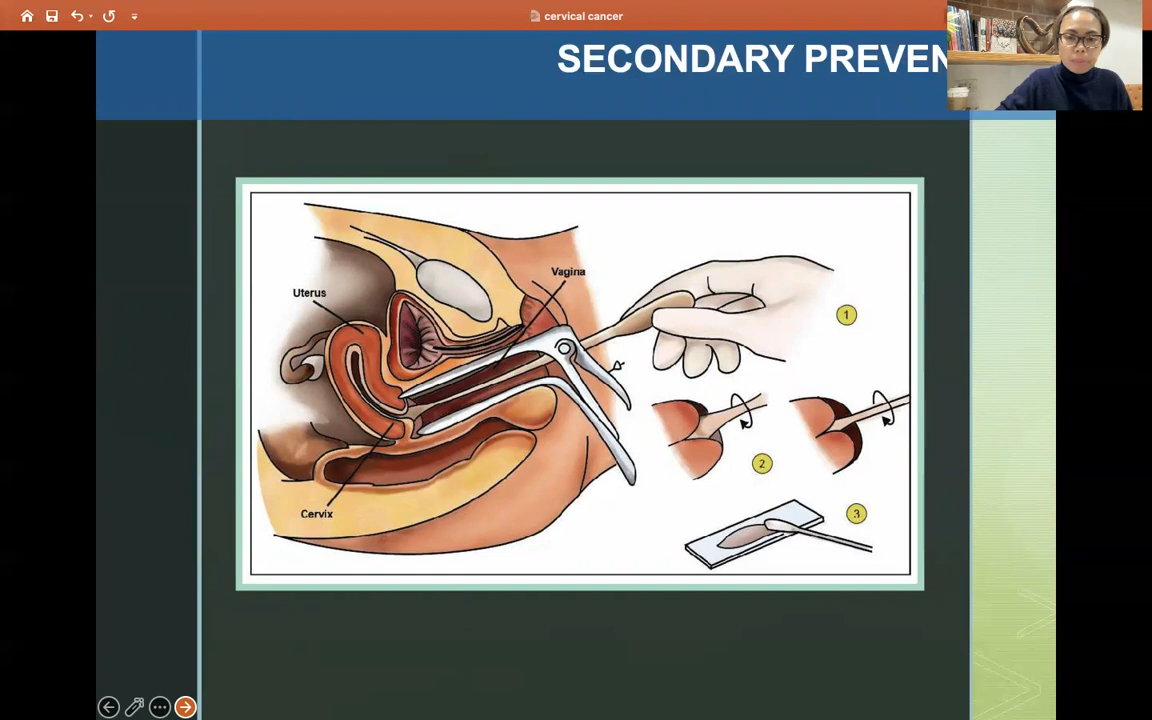 cervical cancer
SECONDARY PREVEN
Vagina
Uterus
1
2
3
Cervix